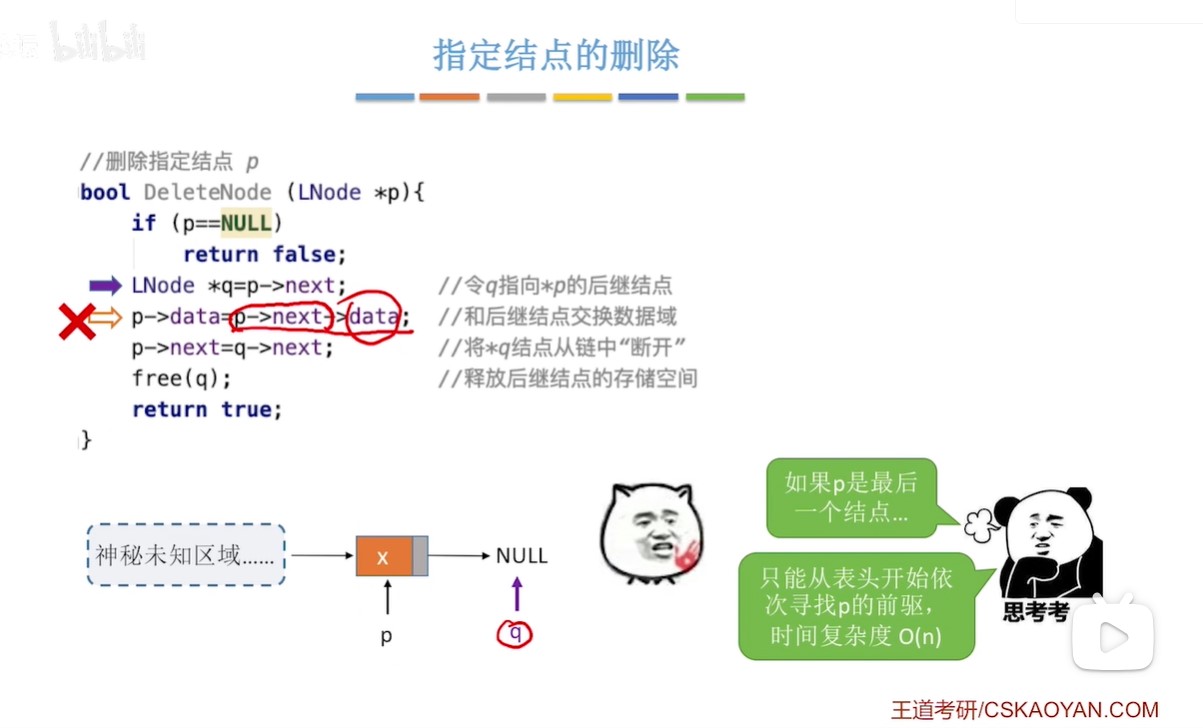 bilibili
指定结点的删除
//删除指定结点 p
bool DeleteNode (LNode *p){
if (p==NULL)
return false;
LNode *q=p->next; //令q指向*p的后继结点
p->data=p->next->data; //和后继结点交换数据域
p->next=q->next; //将*q结点从链中“断开”
free(q); //释放后继结点的存储空间
return true;
}
神秘未知区域……
x
NULL
p
q
如果p是最后
一个结点…
只能从表头开始依
次寻找p的前驱，
时间复杂度 O(n)
思考考
王道考研/CSKAOYAN.COM